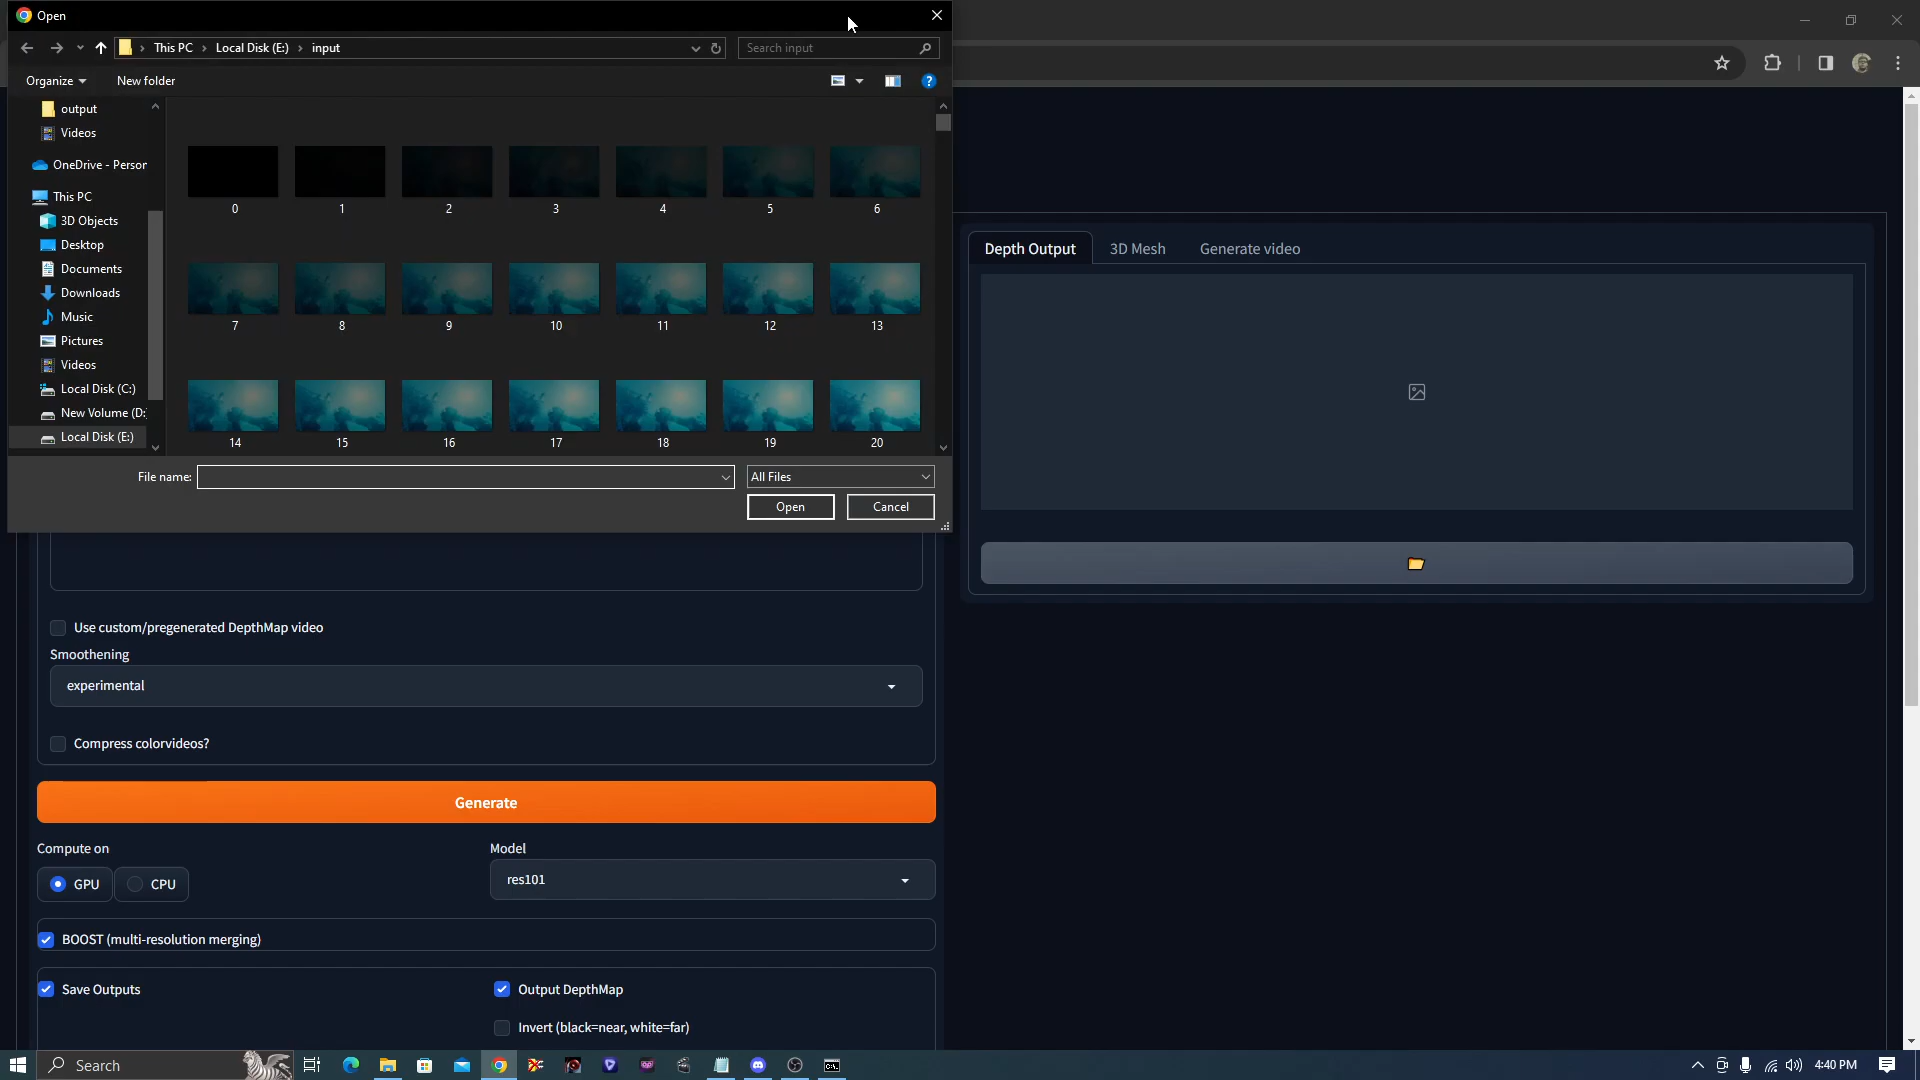 Open
This PC
Local Disk (E:)
input
Search input
Organize
New folder
output
Videos
OneDrive - Person
This PC
3D Objects
Desktop
Documents
Downloads
Music
Pictures
Videos
Local Disk (C:)
New Volume (D:
Local Disk (E:)
0
1
2
3
4
5
6
7
8
9
10
11
12
13
14
15
16
17
18
19
20
File name:
All Files
Open
Cancel
Depth Output
3D Mesh
Generate video
Use custom/pregenerated DepthMap video
Smoothening
experimental
Compress colorvideos?
Generate
Compute on
GPU
CPU
Model
res101
BOOST (multi-resolution merging)
Save Outputs
Output DepthMap
Invert (black=near, white=far)
Search
4:40 PM